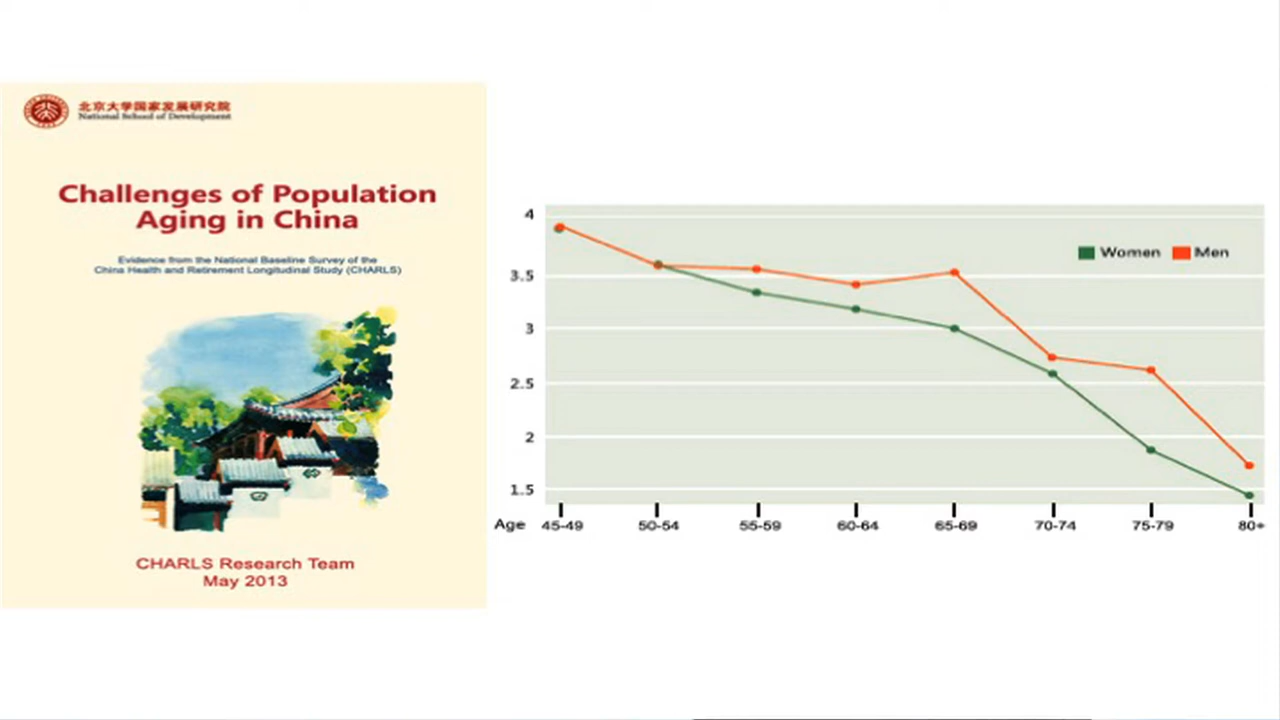 北京大学国家发展研究院
National School of Development
Challenges of Population
Aging in China
Evidence from the National Baseline Survey of the
China Health and Retirement Longitudinal Study (CHARLS)
CHARLS Research Team
May 2013
4
3.5
3
2.5
2
1.5
Women Men
Age 45-49 50-54 55-59 60-64 65-69 70-74 75-79 80+